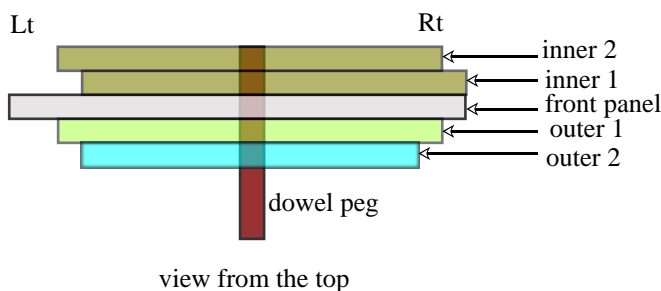 Lt
Rt
inner 2
inner 1
front panel
outer 1
outer 2
dowel peg
view from the top